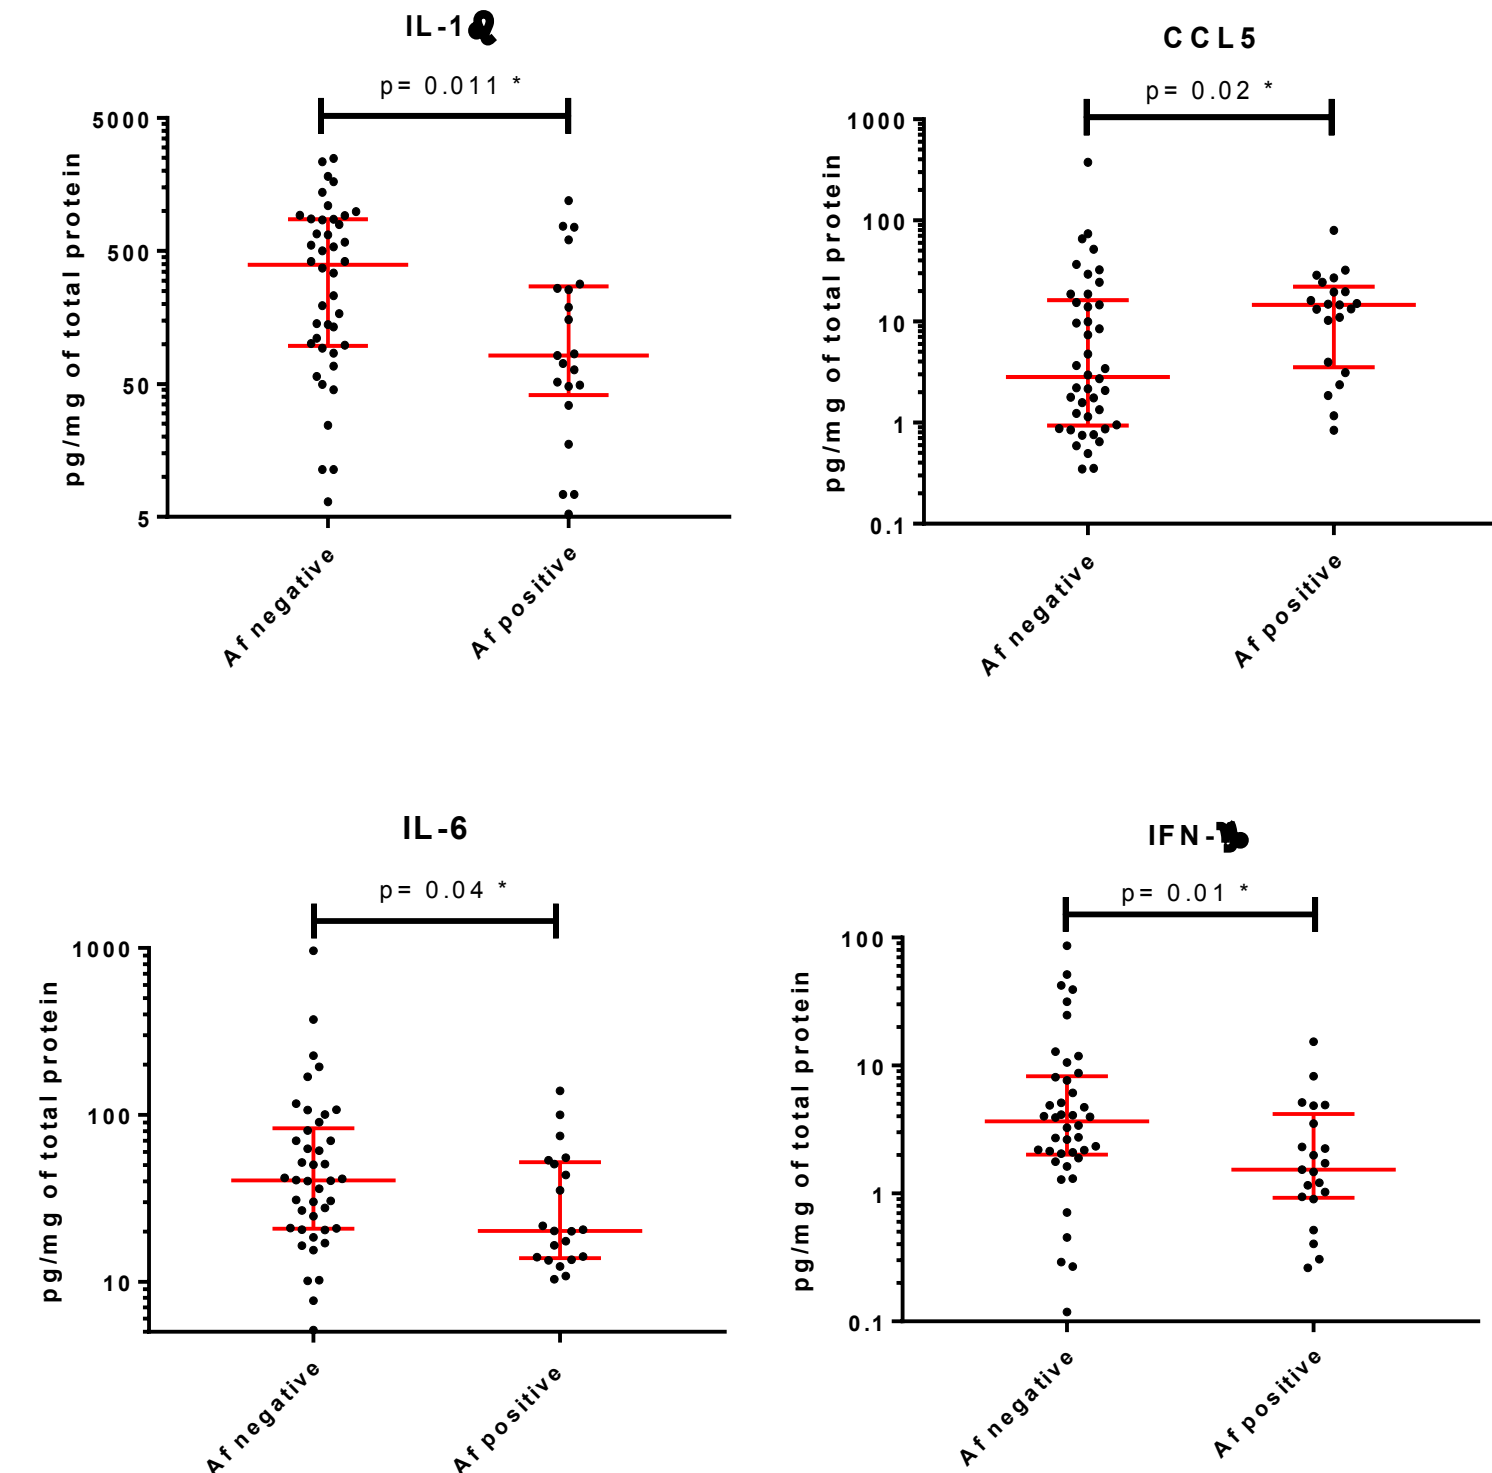 IL-1
p= 0.011 *
pg/mg of total protein
5000
500
50
5
Af negative
Af positive
CCL5
p= 0.02 *
pg/mg of total protein
1000
100
10
1
0.1
Af negative
Af positive
IL-6
p= 0.04 *
pg/mg of total protein
1000
100
10
Af negative
Af positive
IFN-
p= 0.01 *
pg/mg of total protein
100
10
1
0.1
Af negative
Af positive